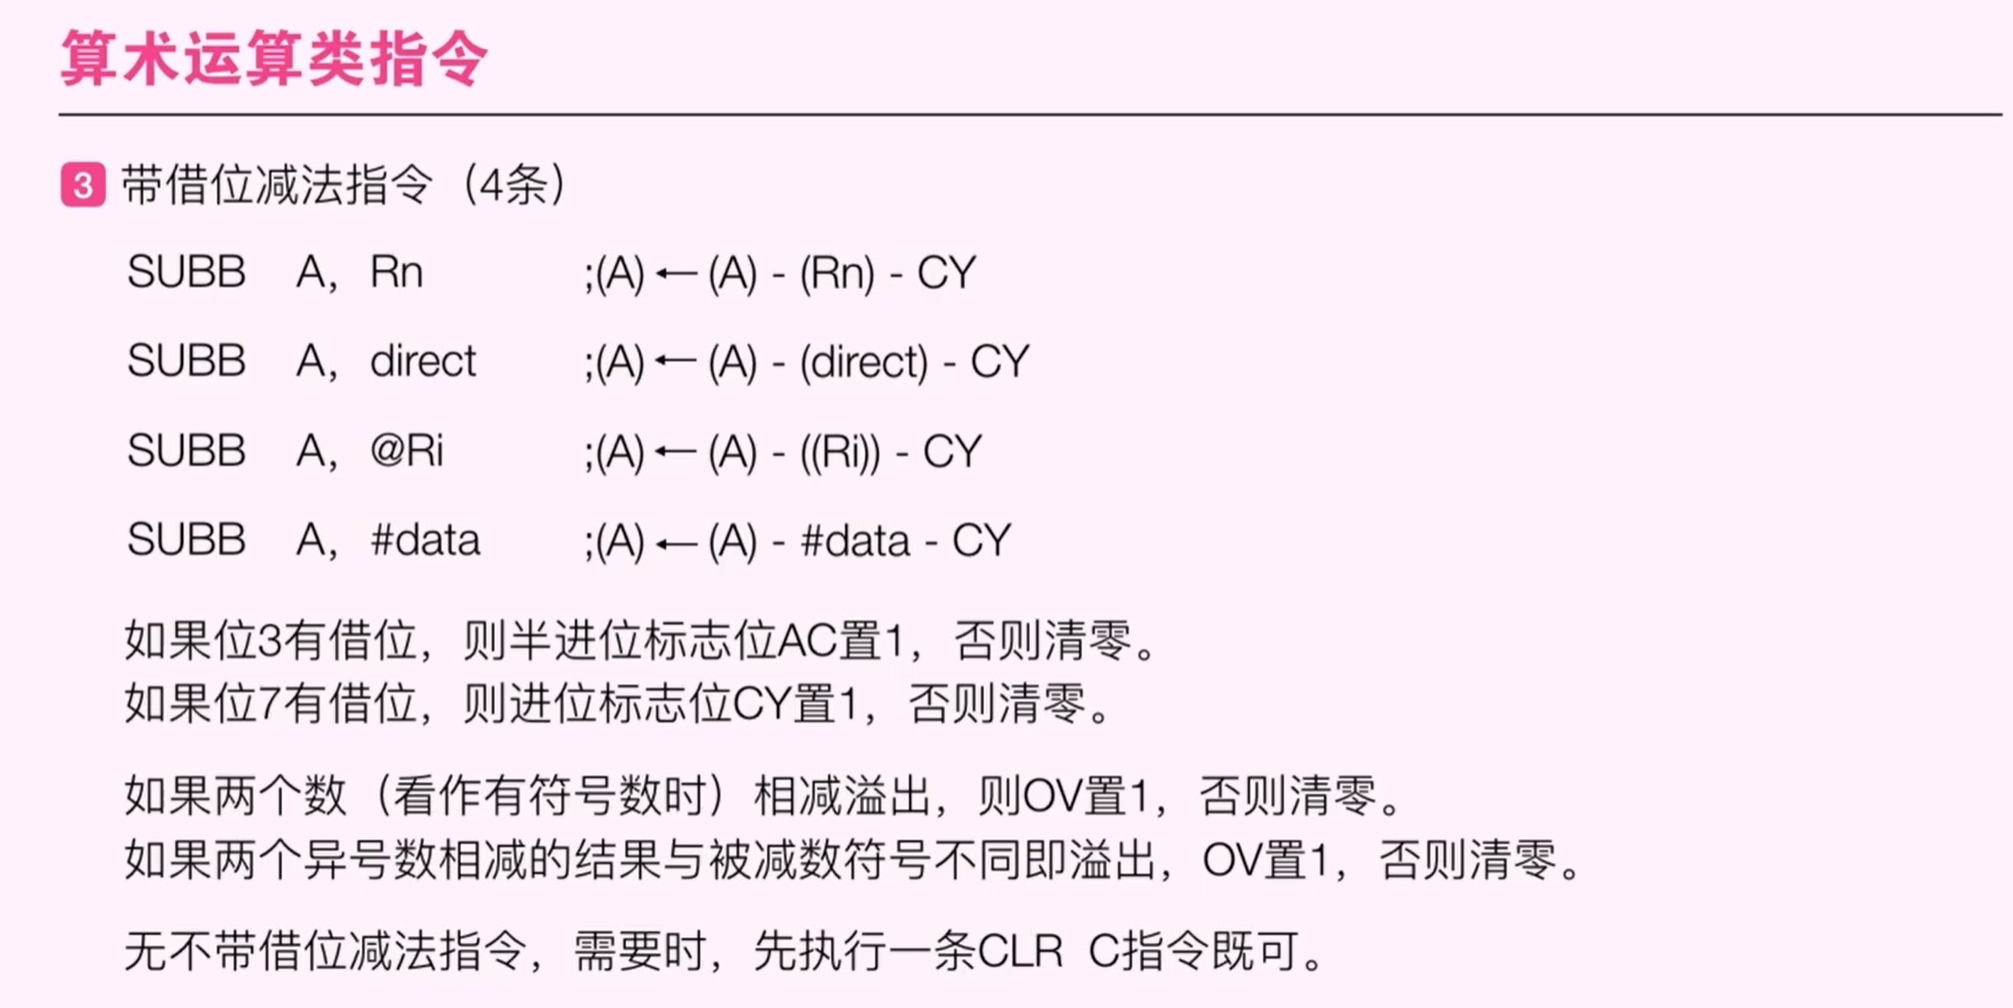 算术运算类指令
3 带借位减法指令（4条）
SUBB A，Rn ;(A)←(A) - (Rn) - CY
SUBB A，direct ;(A)←(A) - (direct) - CY
SUBB A，@Ri ;(A)←(A) - ((Ri)) - CY
SUBB A，#data ;(A)←(A) - #data - CY
如果位3有借位，则半进位标志位AC置1，否则清零。
如果位7有借位，则进位标志位CY置1，否则清零。
如果两个数（看作有符号数时）相减溢出，则OV置1，否则清零。
如果两个异号数相减的结果与被减数符号不同即溢出，OV置1，否则清零。
无不带借位减法指令，需要时，先执行一条CLR C指令既可。